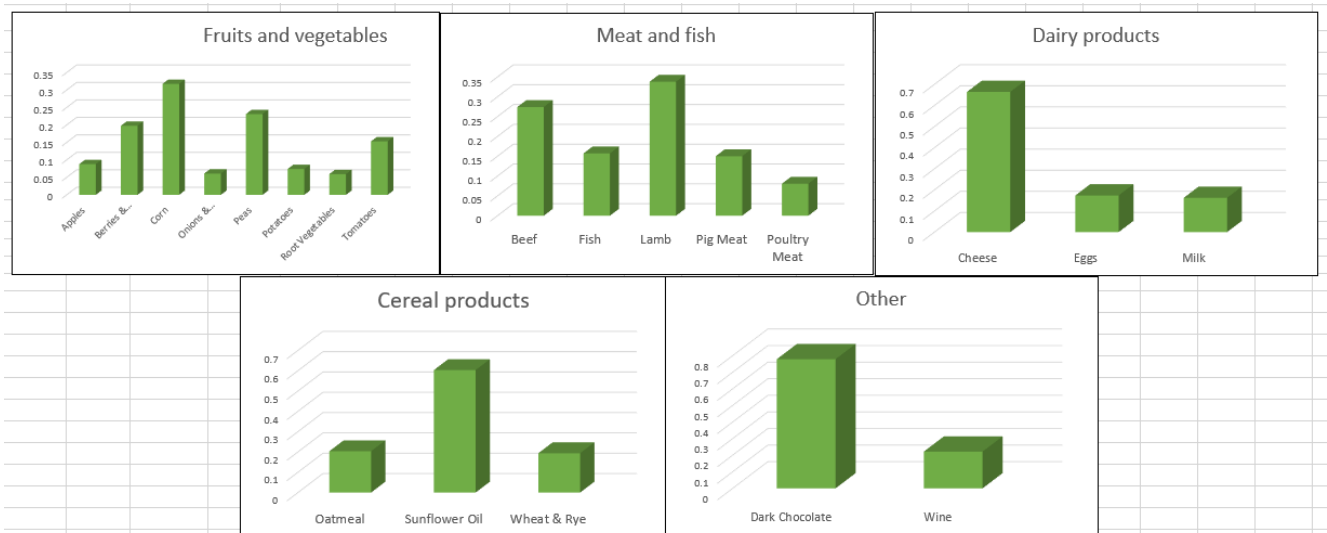 Fruits and vegetables
0.35
0.3
0.25
0.2
0.15
0.1
0.05
0
Apples
Berries &...
Corn
Onions &...
Peas
Potatoes
Root Vegetables
Tomatoes
Meat and fish
0.35
0.3
0.25
0.2
0.15
0.1
0.05
0
Beef
Fish
Lamb
Pig Meat
Poultry
Meat
Dairy products
0.7
0.6
0.5
0.4
0.3
0.2
0.1
0
Cheese
Eggs
Milk
Cereal products
0.7
0.6
0.5
0.4
0.3
0.2
0.1
0
Oatmeal
Sunflower Oil
Wheat & Rye
Other
0.8
0.7
0.6
0.5
0.4
0.3
0.2
0.1
0
Dark Chocolate
Wine